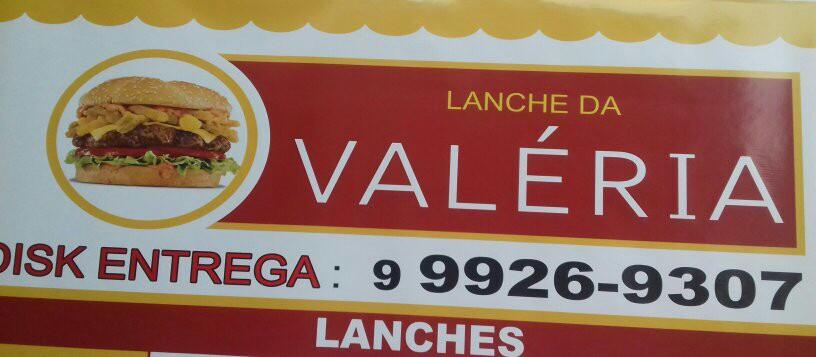 LANCHE DA
VALÉRIA
DISK ENTREGA : 9 9926-9307
LANCHES